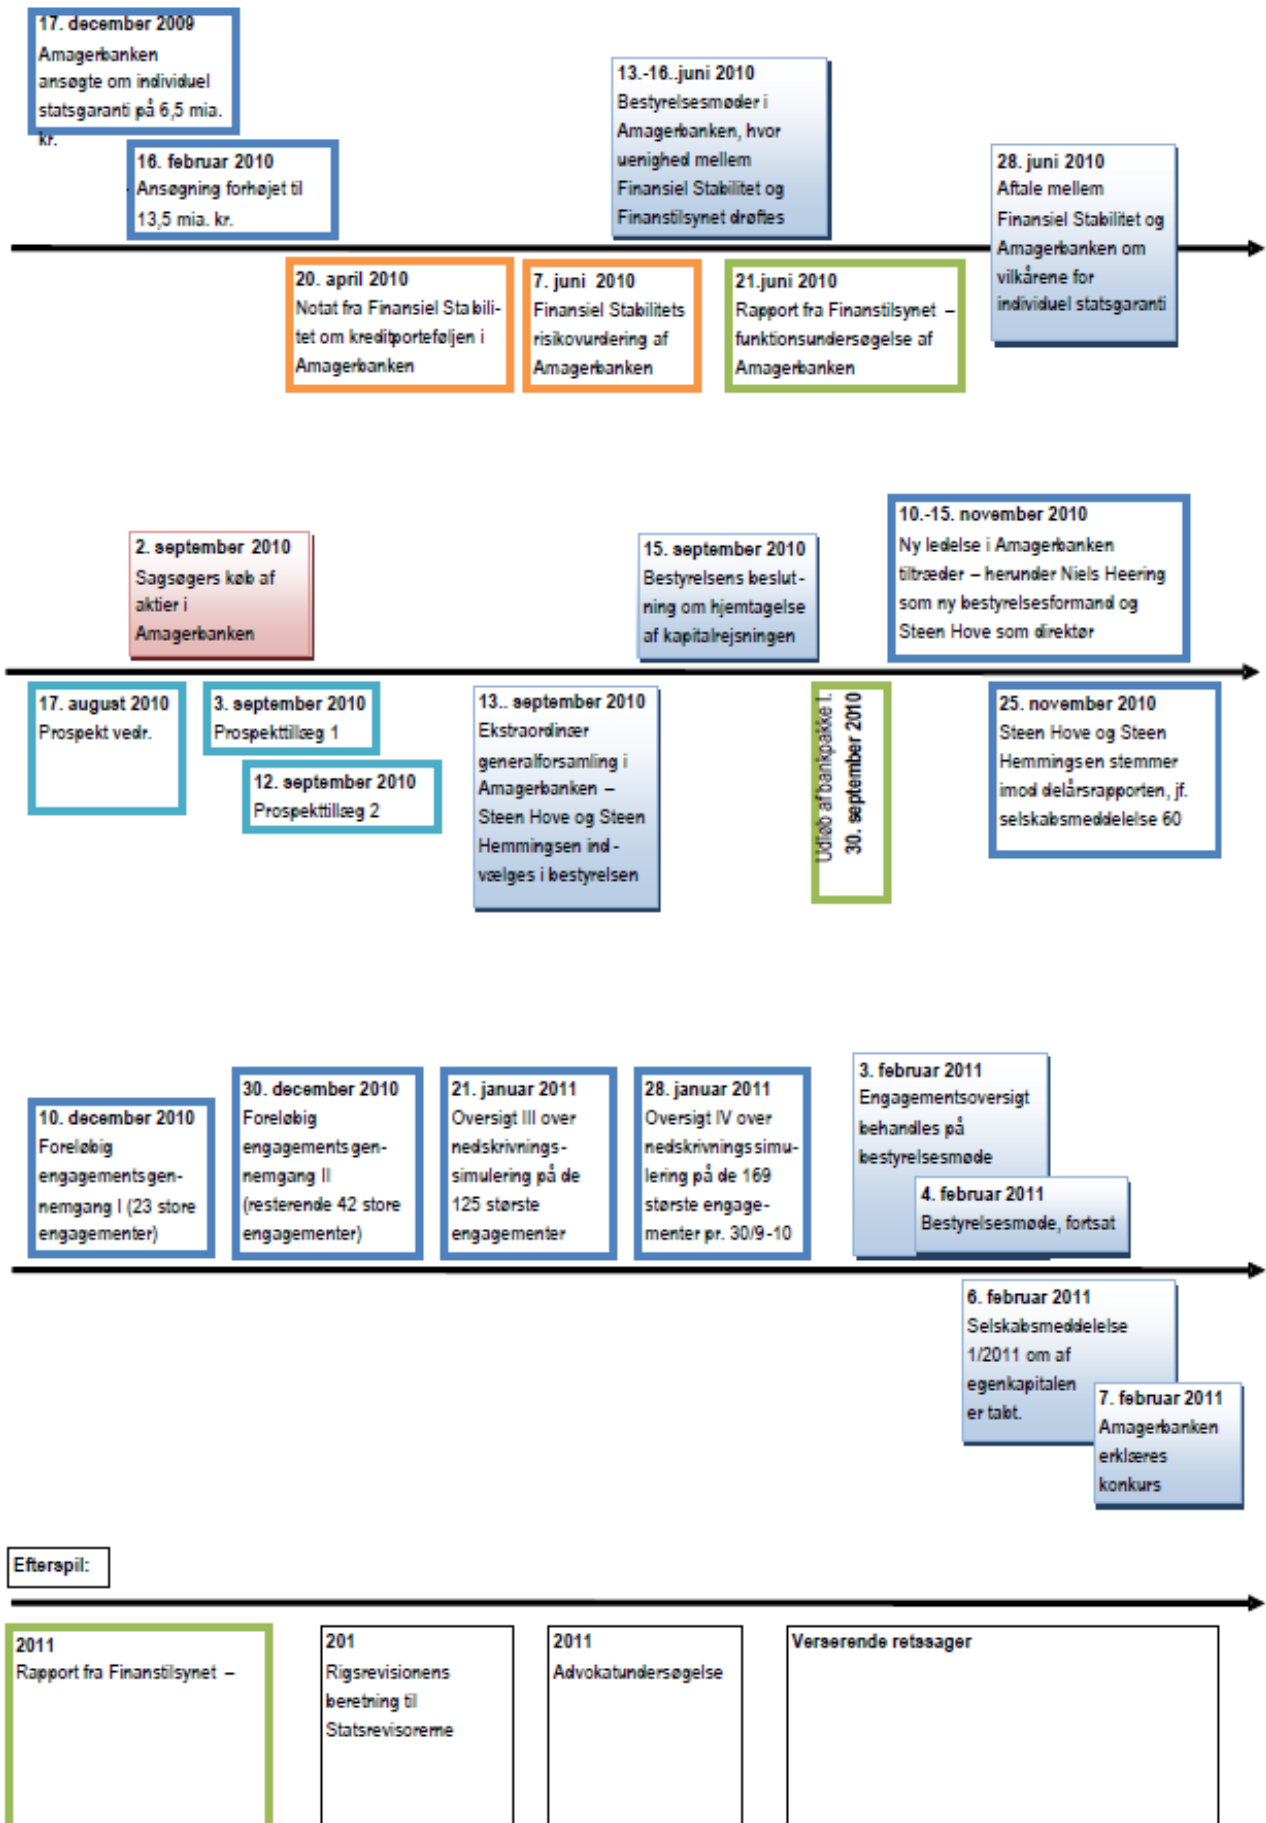 17. december 2009
Amagerbanken
ansøgte om individuel
statsgaranti på 6,5 mia.
kr.
16. februar 2010
Ansøgning forhøjet til
13,5 mia. kr.
13.-16..juni 2010
Bestyrelsesmøder i
Amagerbanken, hvor
uenighed mellem
Finansiel Stabilitet og
Finanstilsynet drøftes
28. juni 2010
Aftale mellem
Finansiel Stabilitet og
Amagerbanken om
vilkårene for
individuel statsgaranti
20. april 2010
Notat fra Finansiel Stabili-
tet om kreditporteføljen i
Amagerbanken
7. juni 2010
Finansiel Stabilitets
risikovurdering af
Amagerbanken
21.juni 2010
Rapport fra Finanstilsynet –
funktionsundersøgelse af
Amagerbanken
2. september 2010
Sagsøgers køb af
aktier i
Amagerbanken
15. september 2010
Bestyrelsens beslut-
ning om hjemtagelse
af kapitalrejsningen
10.-15. november 2010
Ny ledelse i Amagerbanken
tiltræder – herunder Niels Heering
som ny bestyrelsesformand og
Steen Hove som direktør
17. august 2010
Prospekt vedr.
3. september 2010
Prospekttillæg 1
12. september 2010
Prospekttillæg 2
13.. september 2010
Ekstraordinær
generalforsamling i
Amagerbanken –
Steen Hove og Steen
Hemmingsen ind-
vælges i bestyrelsen
Udløb af bankpakke I.
30. september 2010
25. november 2010
Steen Hove og Steen
Hemmingsen stemmer
imod delårsrapporten, jf.
selskabsmeddelelse 60
10. december 2010
Foreløbig
engagementsgen-
nemgang I (23 store
engagementer)
30. december 2010
Foreløbig
engagementsgen-
nemgang II
(resterende 42 store
engagementer)
21. januar 2011
Oversigt III over
nedskrivnings-
simulering på de
125 største
engagementer
28. januar 2011
Oversigt IV over
nedskrivningssimu-
lering på de 169
største engage-
menter pr. 30/9-10
3. februar 2011
Engagementsoversigt
behandles på
bestyrelsesmøde
4. februar 2011
Bestyrelsesmøde, fortsat
6. februar 2011
Selskabsmeddelelse
1/2011 om af
egenkapitalen
er tabt.
7. februar 2011
Amagerbanken
erklæres
konkurs
Efterspil:
2011
Rapport fra Finanstilsynet –
201
Rigsrevisionens
beretning til
Statsrevisorerne
2011
Advokatundersøgelse
Verserende retssager